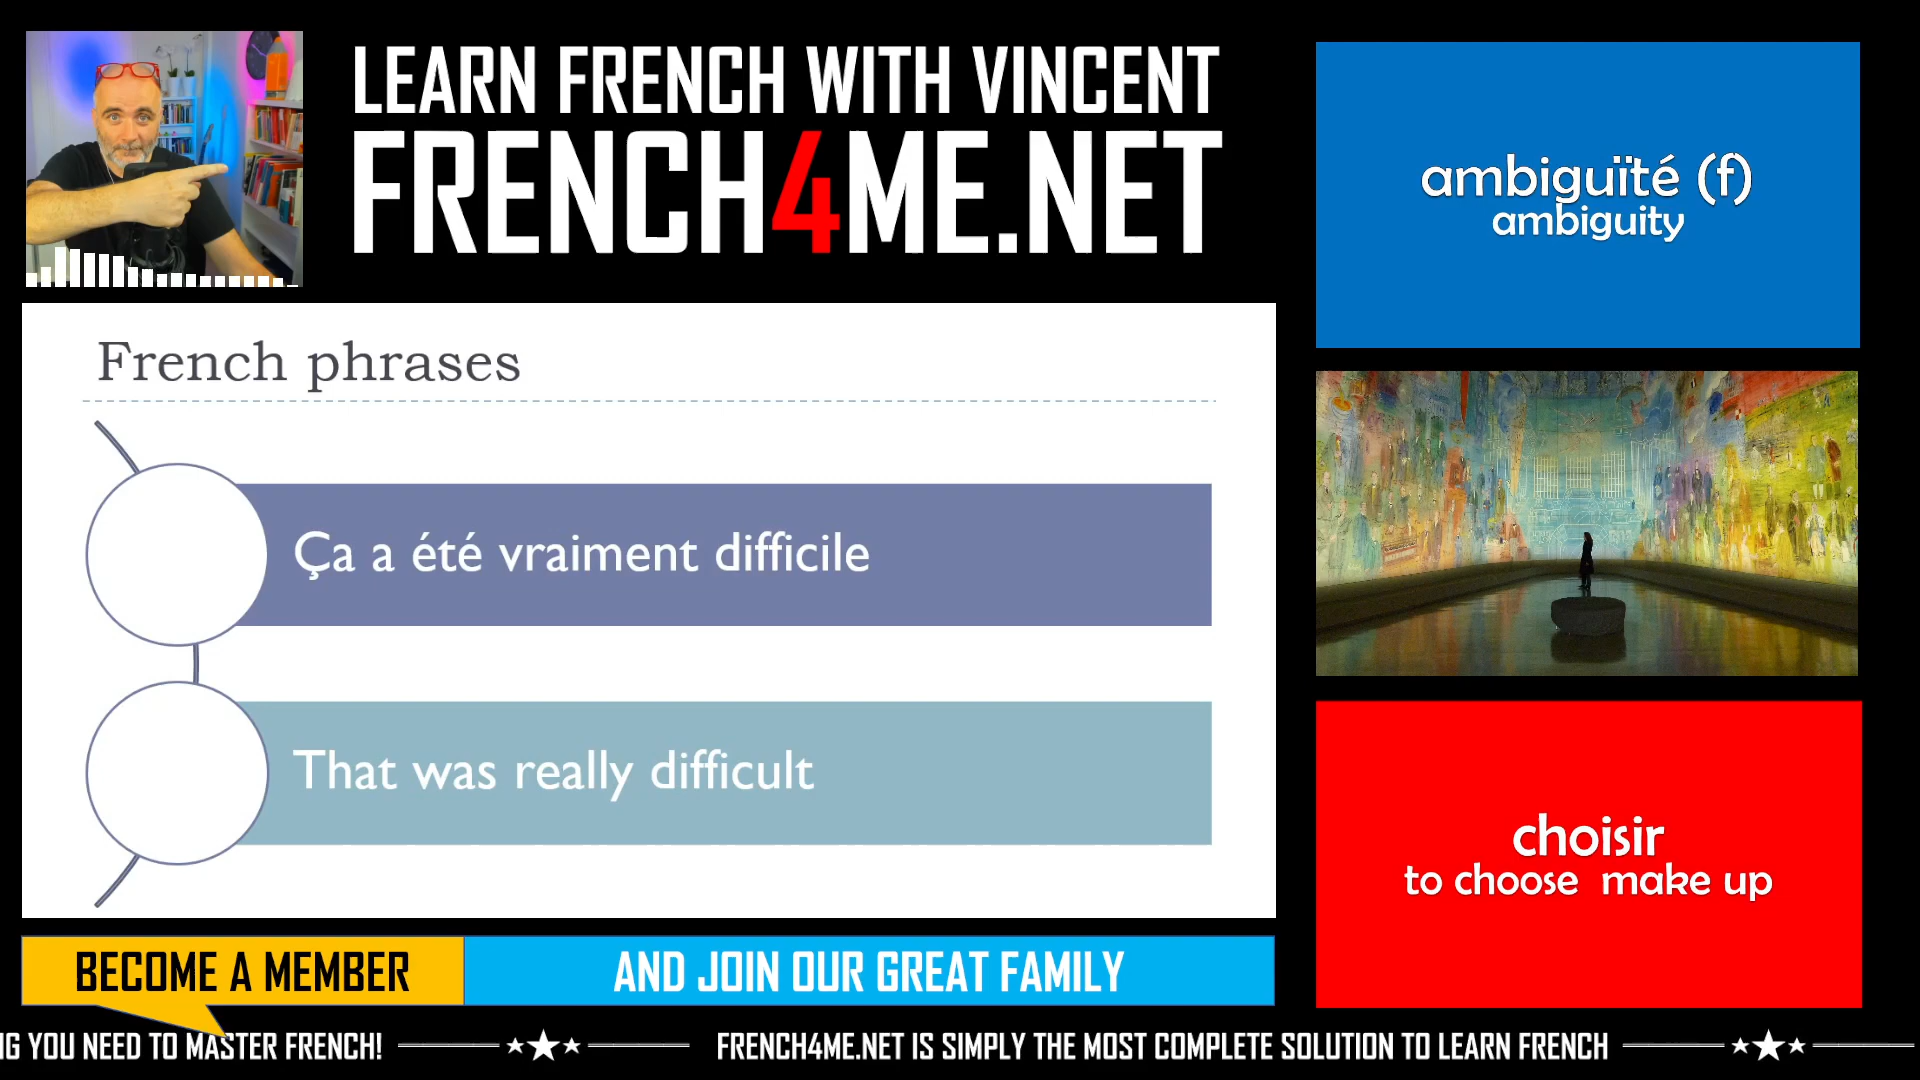 LEARN FRENCH WITH VINCENT
FRENCH4ME.NET
ambiguïté (f)
ambiguity
French phrases
Ça a été vraiment difficile
That was really difficult
choisir
to choose make up
BECOME A MEMBER
AND JOIN OUR GREAT FAMILY
YOU NEED TO MASTER FRENCH!
FRENCH4ME.NET IS SIMPLY THE MOST COMPLETE SOLUTION TO LEARN FRENCH